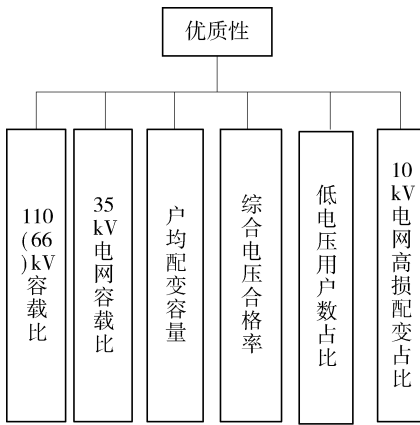 优质性
110(66)kV容载比
35kV电网容载比
户均配变容量
综合电压合格率
低电压用户数占比
10kV电网高损配变占比